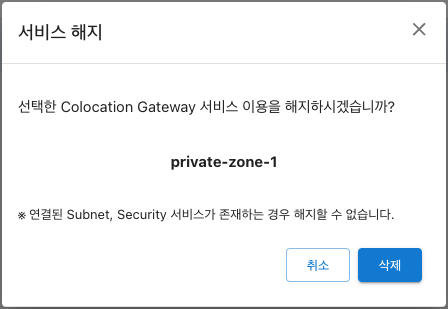 서비스 해지
선택한 Colocation Gateway 서비스 이용을 해지하시겠습니까?
private-zone-1
※ 연결된 Subnet, Security 서비스가 존재하는 경우 해지할 수 없습니다.
취소
삭제